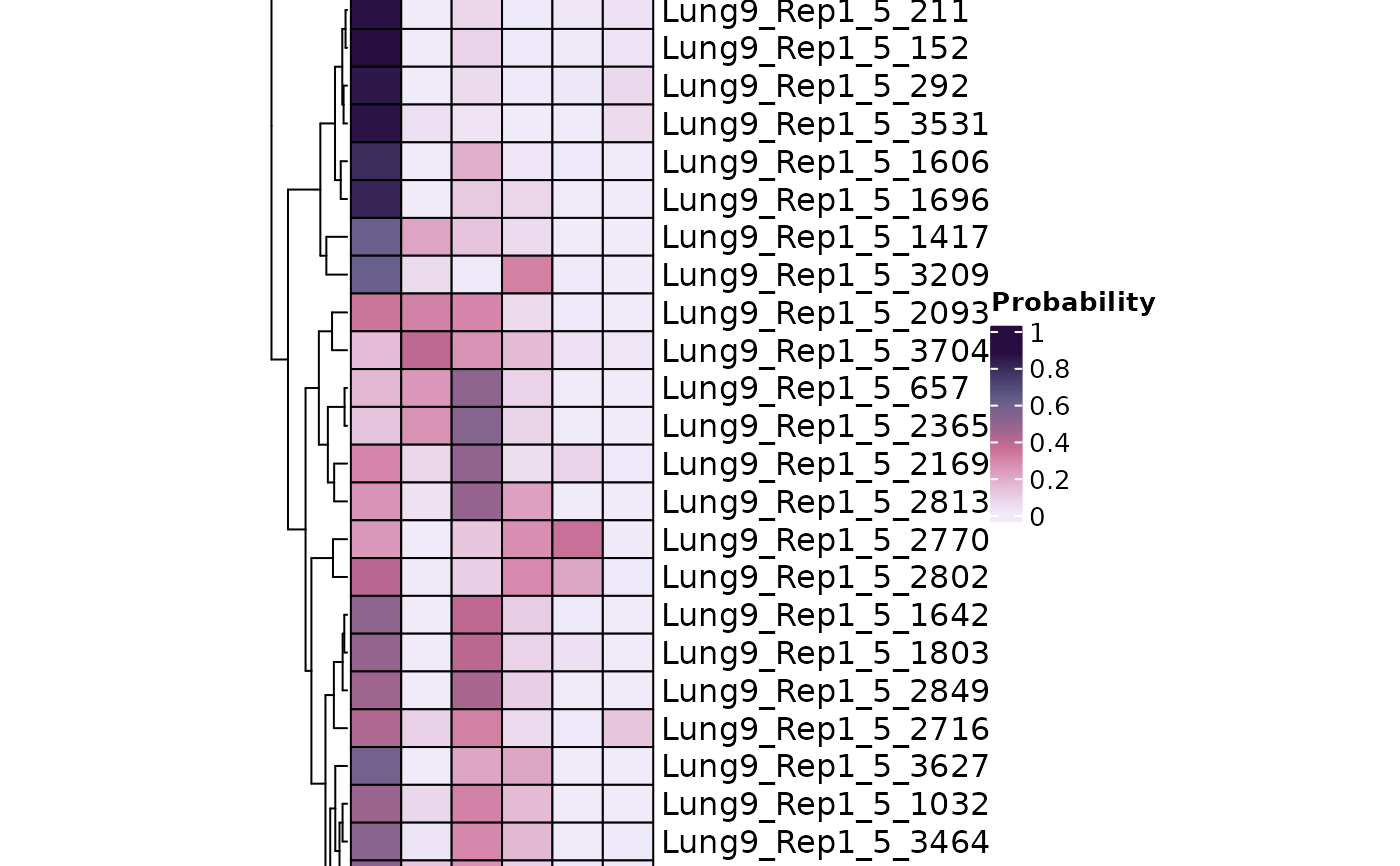 Lung9_Rep1_5_211
Lung9_Rep1_5_152
Lung9_Rep1_5_292
Lung9_Rep1_5_3531
Lung9_Rep1_5_1606
Lung9_Rep1_5_1696
Lung9_Rep1_5_1417
Lung9_Rep1_5_3209
Lung9_Rep1_5_2093
Lung9_Rep1_5_3704
Lung9_Rep1_5_657
Lung9_Rep1_5_2365
Lung9_Rep1_5_2169
Lung9_Rep1_5_2813
Lung9_Rep1_5_2770
Lung9_Rep1_5_2802
Lung9_Rep1_5_1642
Lung9_Rep1_5_1803
Lung9_Rep1_5_2849
Lung9_Rep1_5_2716
Lung9_Rep1_5_3627
Lung9_Rep1_5_1032
Lung9_Rep1_5_3464
Probability
1
0.8
0.6
0.4
0.2
0